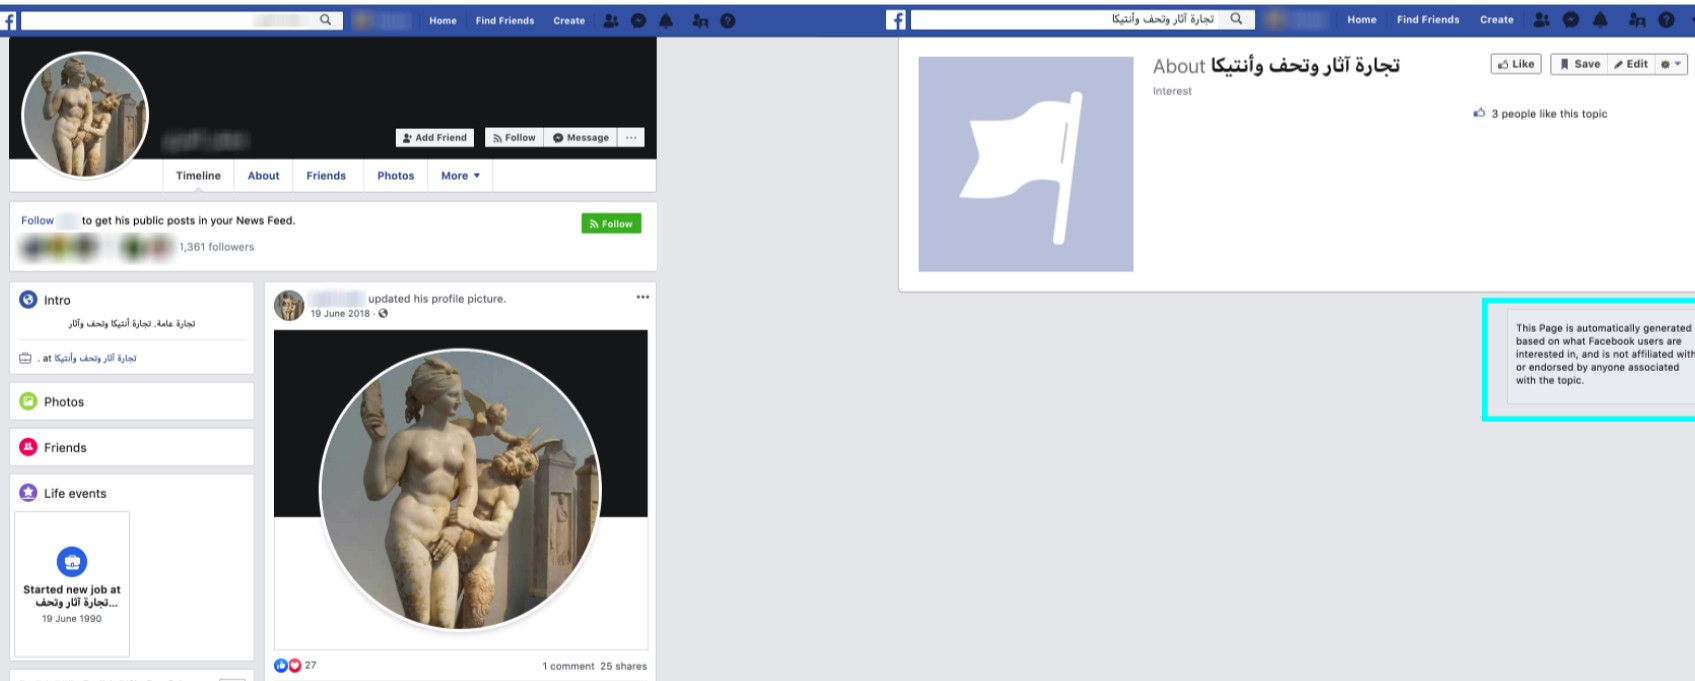 f
Home Find Friends Create
Add Friend Follow Message ...
Timeline About Friends Photos More
Follow to get his public posts in your News Feed.
Follow
1,361 followers
Intro
تجارة عامة. تجارة أنتيكا وتحف وآثار
تجارة آثار وتحف وأنتيكا at .
Photos
Friends
Life events
Started new job at
تجارة آثار وتحف...
19 June 1990
updated his profile picture.
19 June 2018 ·
27
1 comment 25 shares
f
تجارة آثار وتحف وأنتيكا
Home Find Friends Create
About تجارة آثار وتحف وأنتيكا
Interest
Like Save Edit
3 people like this topic
This Page is automatically generated
based on what Facebook users are
interested in, and is not affiliated with
or endorsed by anyone associated
with the topic.